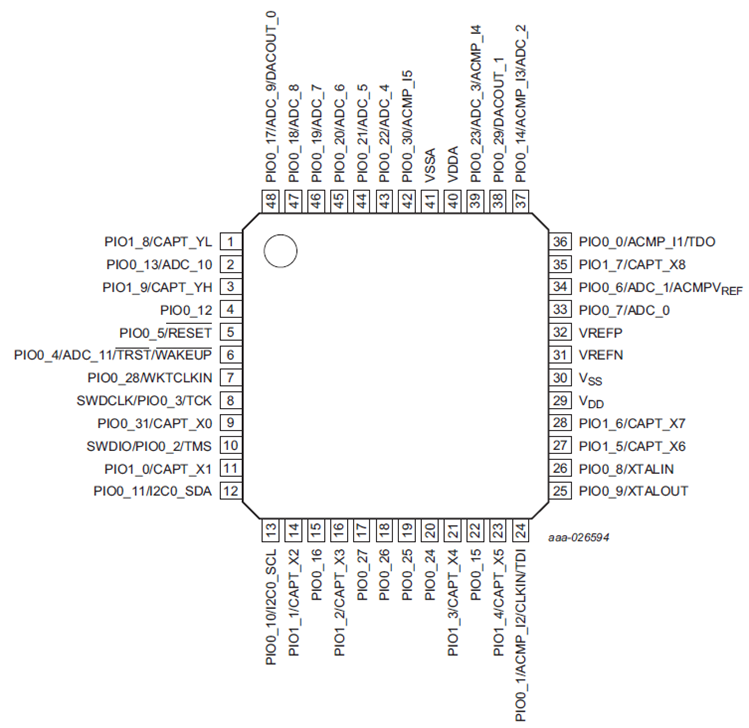 PIO0_17/ADC_9/DACOUT_0
PIO0_18/ADC_8
PIO0_19/ADC_7
PIO0_20/ADC_6
PIO0_21/ADC_5
PIO0_22/ADC_4
PIO0_30/ACMP_I5
VSSA
VDDA
PIO0_23/ADC_3/ACMP_I4
PIO0_29/DACOUT_1
PIO0_14/ACMP_I3/ADC_2
48 47 46 45 44 43 42 41 40 39 38 37
PIO1_8/CAPT_YL 1
PIO0_13/ADC_10 2
PIO1_9/CAPT_YH 3
PIO0_12 4
PIO0_5/RESET 5
PIO0_4/ADC_11/TRST/WAKEUP 6
PIO0_28/WKTCLKIN 7
SWDCLK/PIO0_3/TCK 8
PIO0_31/CAPT_X0 9
SWDIO/PIO0_2/TMS 10
PIO1_0/CAPT_X1 11
PIO0_11/I2C0_SDA 12
36 PIO0_0/ACMP_I1/TDO
35 PIO1_7/CAPT_X8
34 PIO0_6/ADC_1/ACMPVREF
33 PIO0_7/ADC_0
32 VREFP
31 VREFN
30 VSS
29 VDD
28 PIO1_6/CAPT_X7
27 PIO1_5/CAPT_X6
26 PIO0_8/XTALIN
25 PIO0_9/XTALOUT
13 14 15 16 17 18 19 20 21 22 23 24
PIO0_10/I2C0_SCL
PIO1_1/CAPT_X2
PIO0_16
PIO1_2/CAPT_X3
PIO0_27
PIO0_26
PIO0_25
PIO0_24
PIO1_3/CAPT_X4
PIO0_15
PIO1_4/CAPT_X5
PIO0_1/ACMP_I2/CLKIN/TDI
aaa-026594